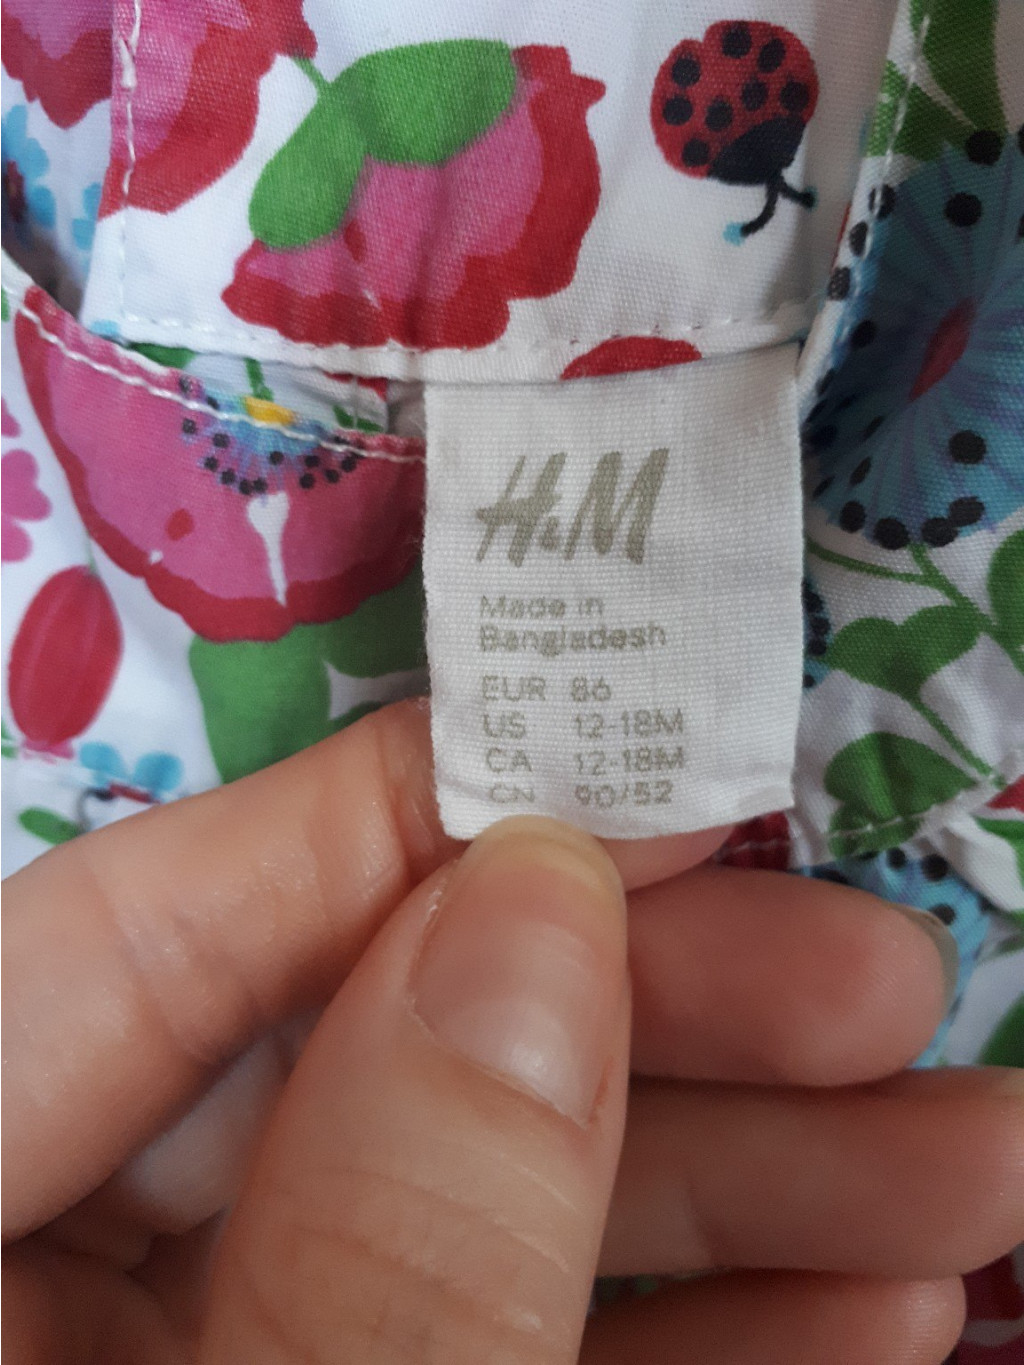 H&M
Made in
Bangladesh
EUR 86
US 12-18M
CA 12-18M
CN 90/52